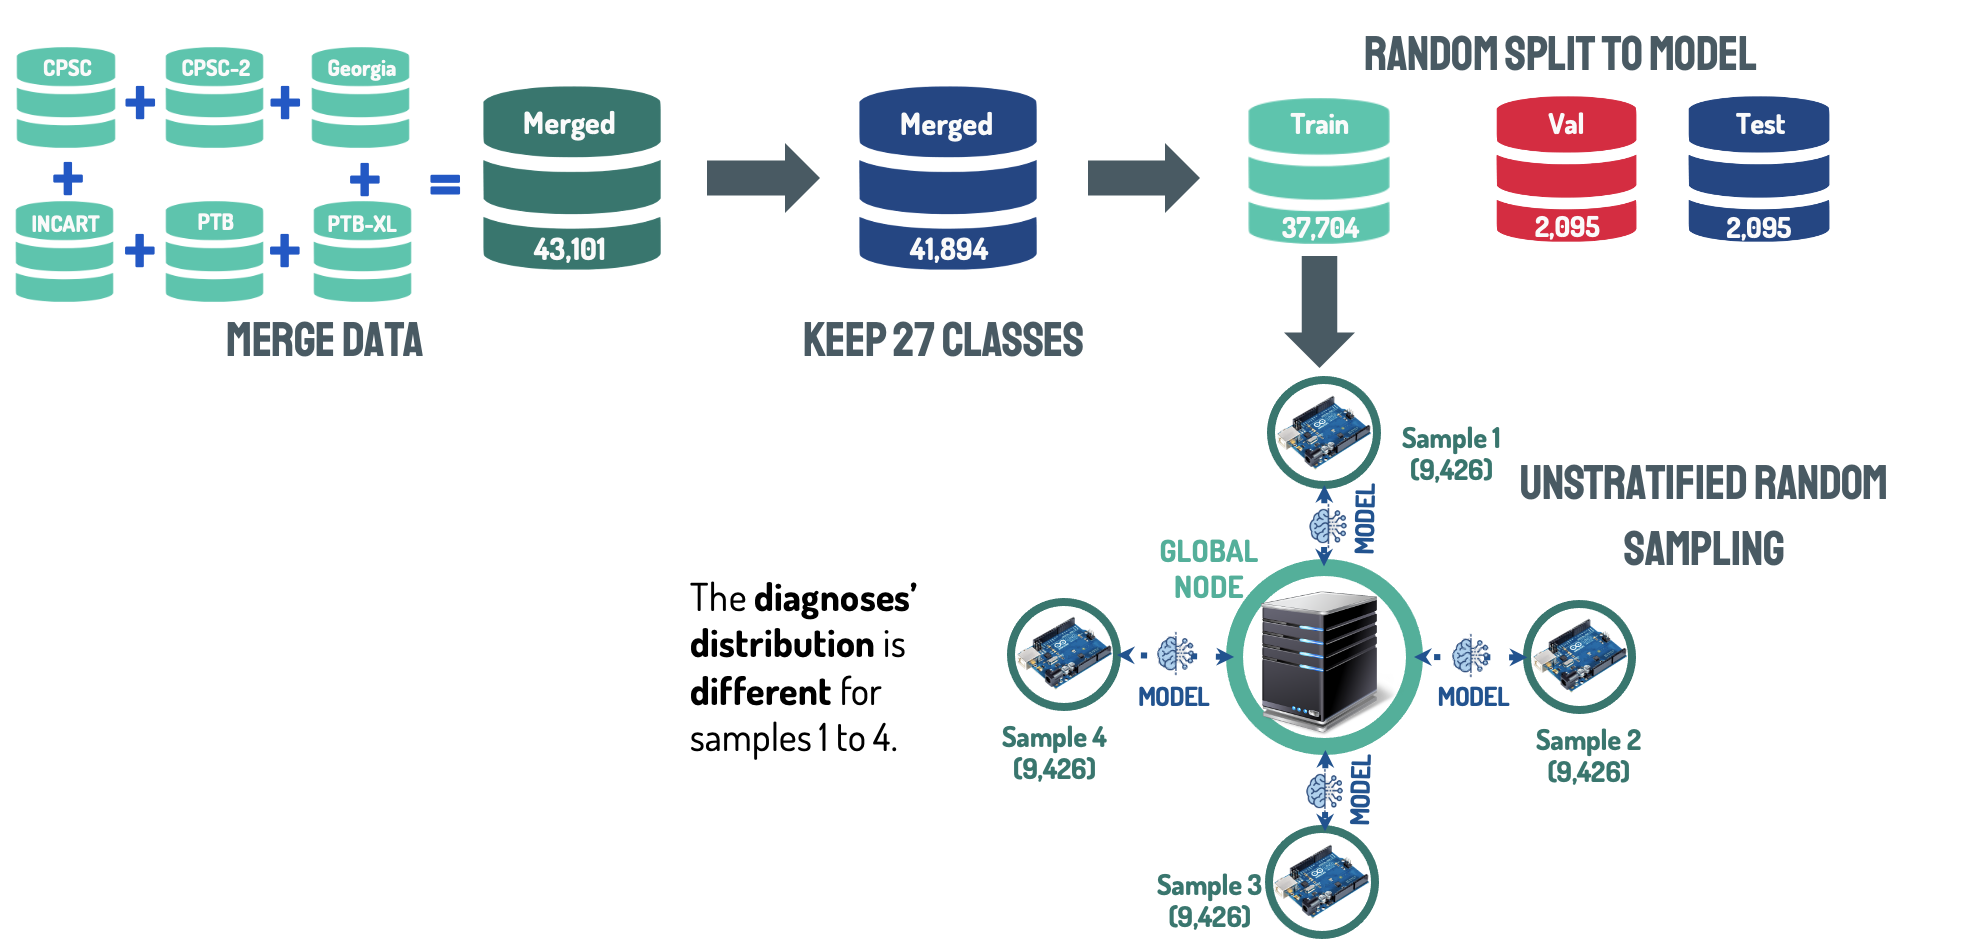 CPSC + CPSC-2 + Georgia
+ +
INCART + PTB + PTB-XL
=
Merged
43,101
MERGE DATA
Merged
41,894
KEEP 27 CLASSES
RANDOM SPLIT TO MODEL
Train
37,704
Val
2,095
Test
2,095
Sample 1
(9,426)
UNSTRATIFIED RANDOM
SAMPLING
MODEL
GLOBAL
NODE
The diagnoses’
distribution is
different for
samples 1 to 4.
MODEL
MODEL
Sample 4
(9,426)
Sample 2
(9,426)
MODEL
Sample 3
(9,426)